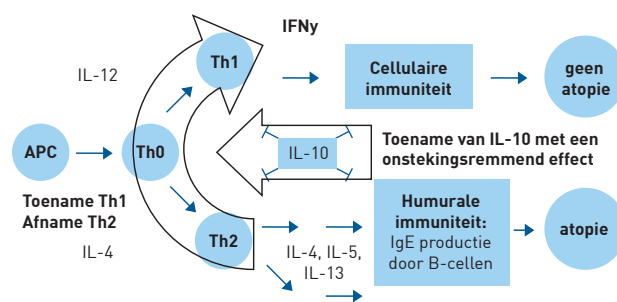 IFNy
Th1
IL-12
Cellulaire
immuniteit
geen
atopie
APC
Th0
IL-10
Toename van IL-10 met een
onstekingsremmend effect
Toename Th1
Afname Th2
IL-4
Th2
IL-4, IL-5,
IL-13
Humurale
immuniteit:
IgE productie
door B-cellen
atopie